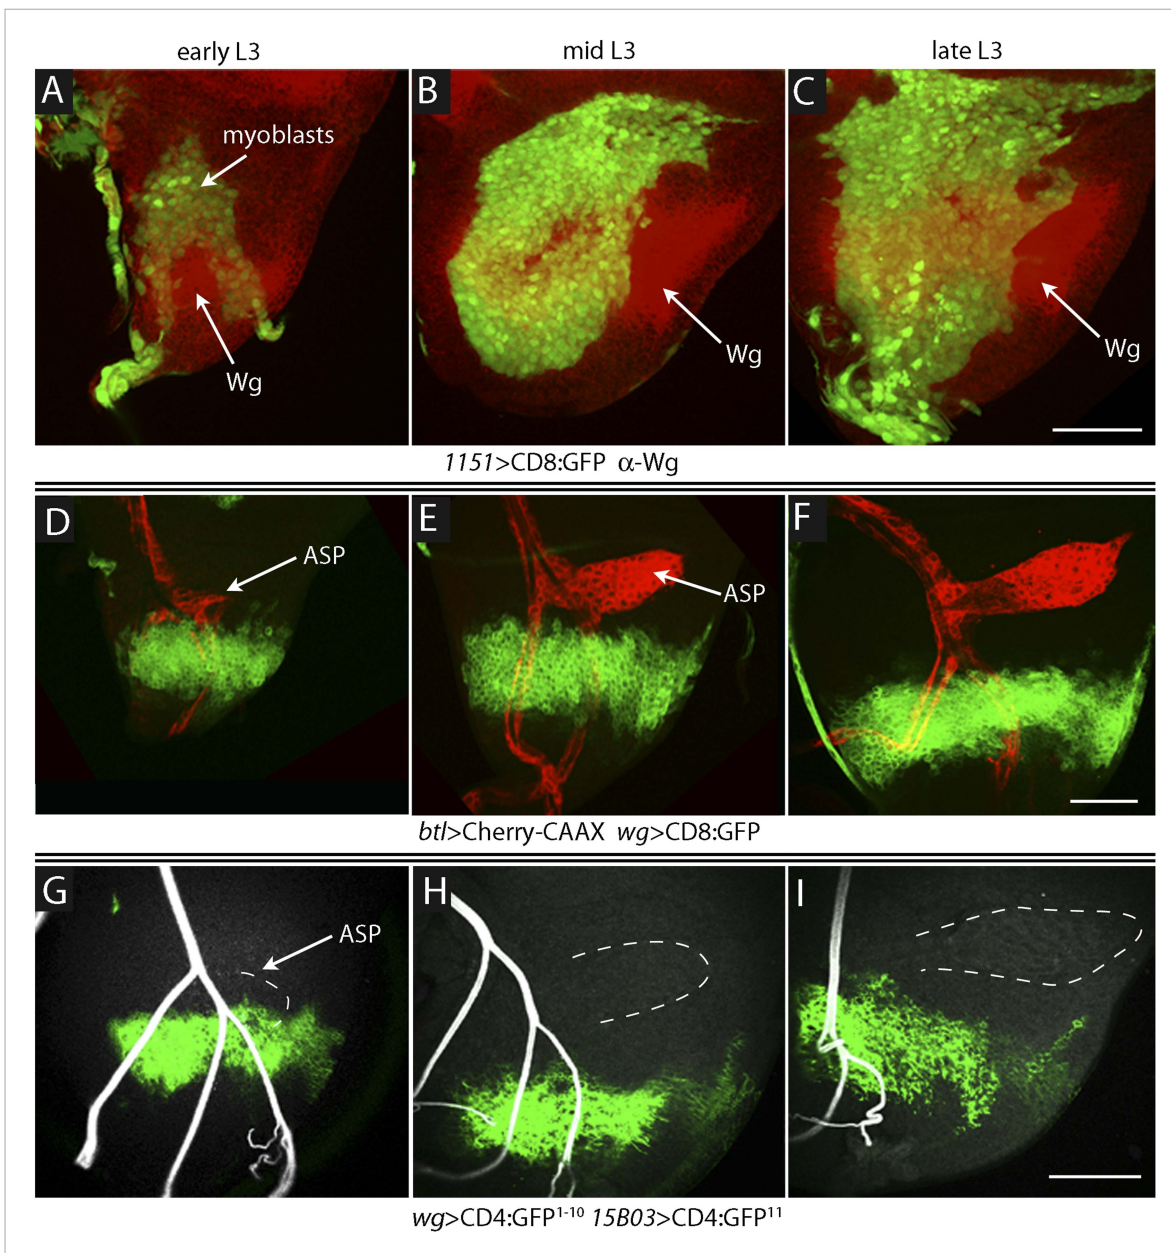 early L3
mid L3
late L3
A
B
C
myoblasts
Wg
Wg
Wg
1151>CD8:GFP α-Wg
D
E
F
ASP
ASP
btl>Cherry-CAAX wg>CD8:GFP
G
H
I
ASP
wg>CD4:GFP¹⁻¹⁰ 15B03>CD4:GFP¹¹